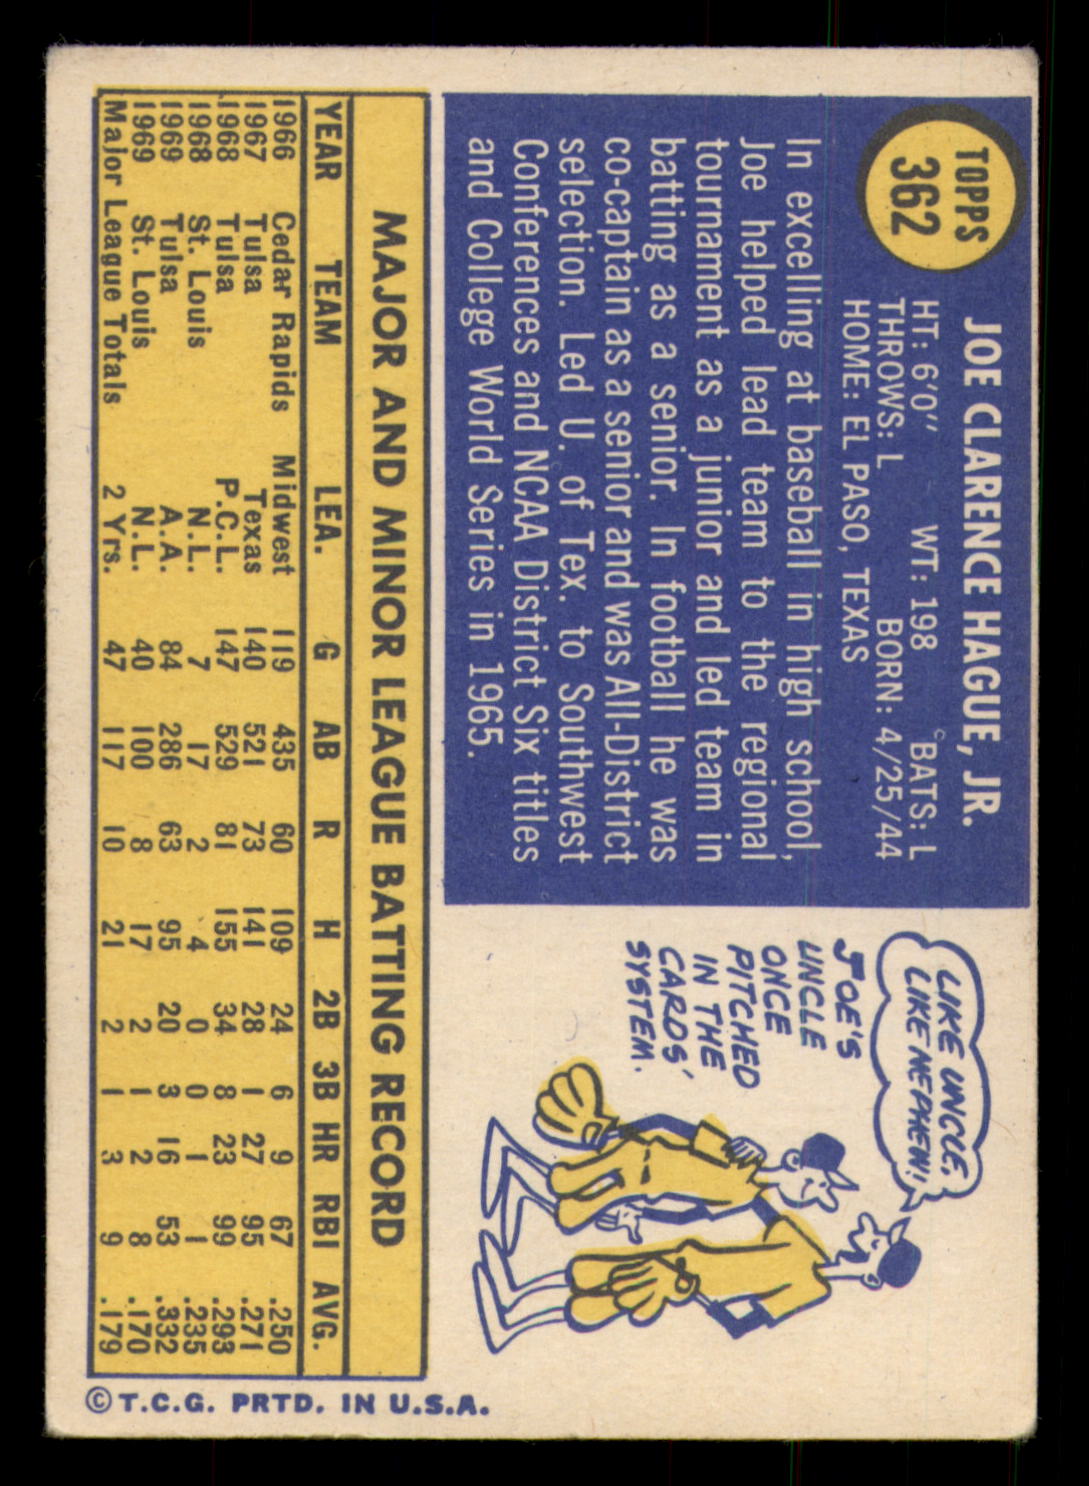 TOPPS
362
JOE CLARENCE HAGUE, JR.
HT: 6'0" WT: 198 BATS: L
THROWS: L BORN: 4/25/44
HOME: EL PASO, TEXAS
In excelling at baseball in high school,
Joe helped lead team to the regional
tournament as a junior and led team in
batting as a senior. In football he was
co-captain as a senior and was All-District
selection. Led U. of Tex. to Southwest
Conferences and NCAA District Six titles
and College World Series in 1965.
LIKE UNCLE,
LIKE NEPHEW!
JOE'S
UNCLE
ONCE
PITCHED
IN THE
CARDS'
SYSTEM.
MAJOR AND MINOR LEAGUE BATTING RECORD
YEAR TEAM LEA. G AB R H 2B 3B HR RBI AVG.
1966 Cedar Rapids Midwest 119 435 60 109 24 6 9 67 .250
1967 Tulsa Texas 140 521 73 141 28 1 27 95 .271
1968 Tulsa P.C.L. 147 529 81 155 34 8 23 99 .293
1968 St. Louis N.L. 7 17 2 4 0 0 1 1 .235
1969 Tulsa A.A. 84 286 63 95 20 3 16 53 .332
1969 St. Louis N.L. 40 100 8 17 2 1 2 8 .170
Major League Totals 2 Yrs. 47 117 10 21 2 1 3 9 .179
© T.C.G. PRTD. IN U.S.A.